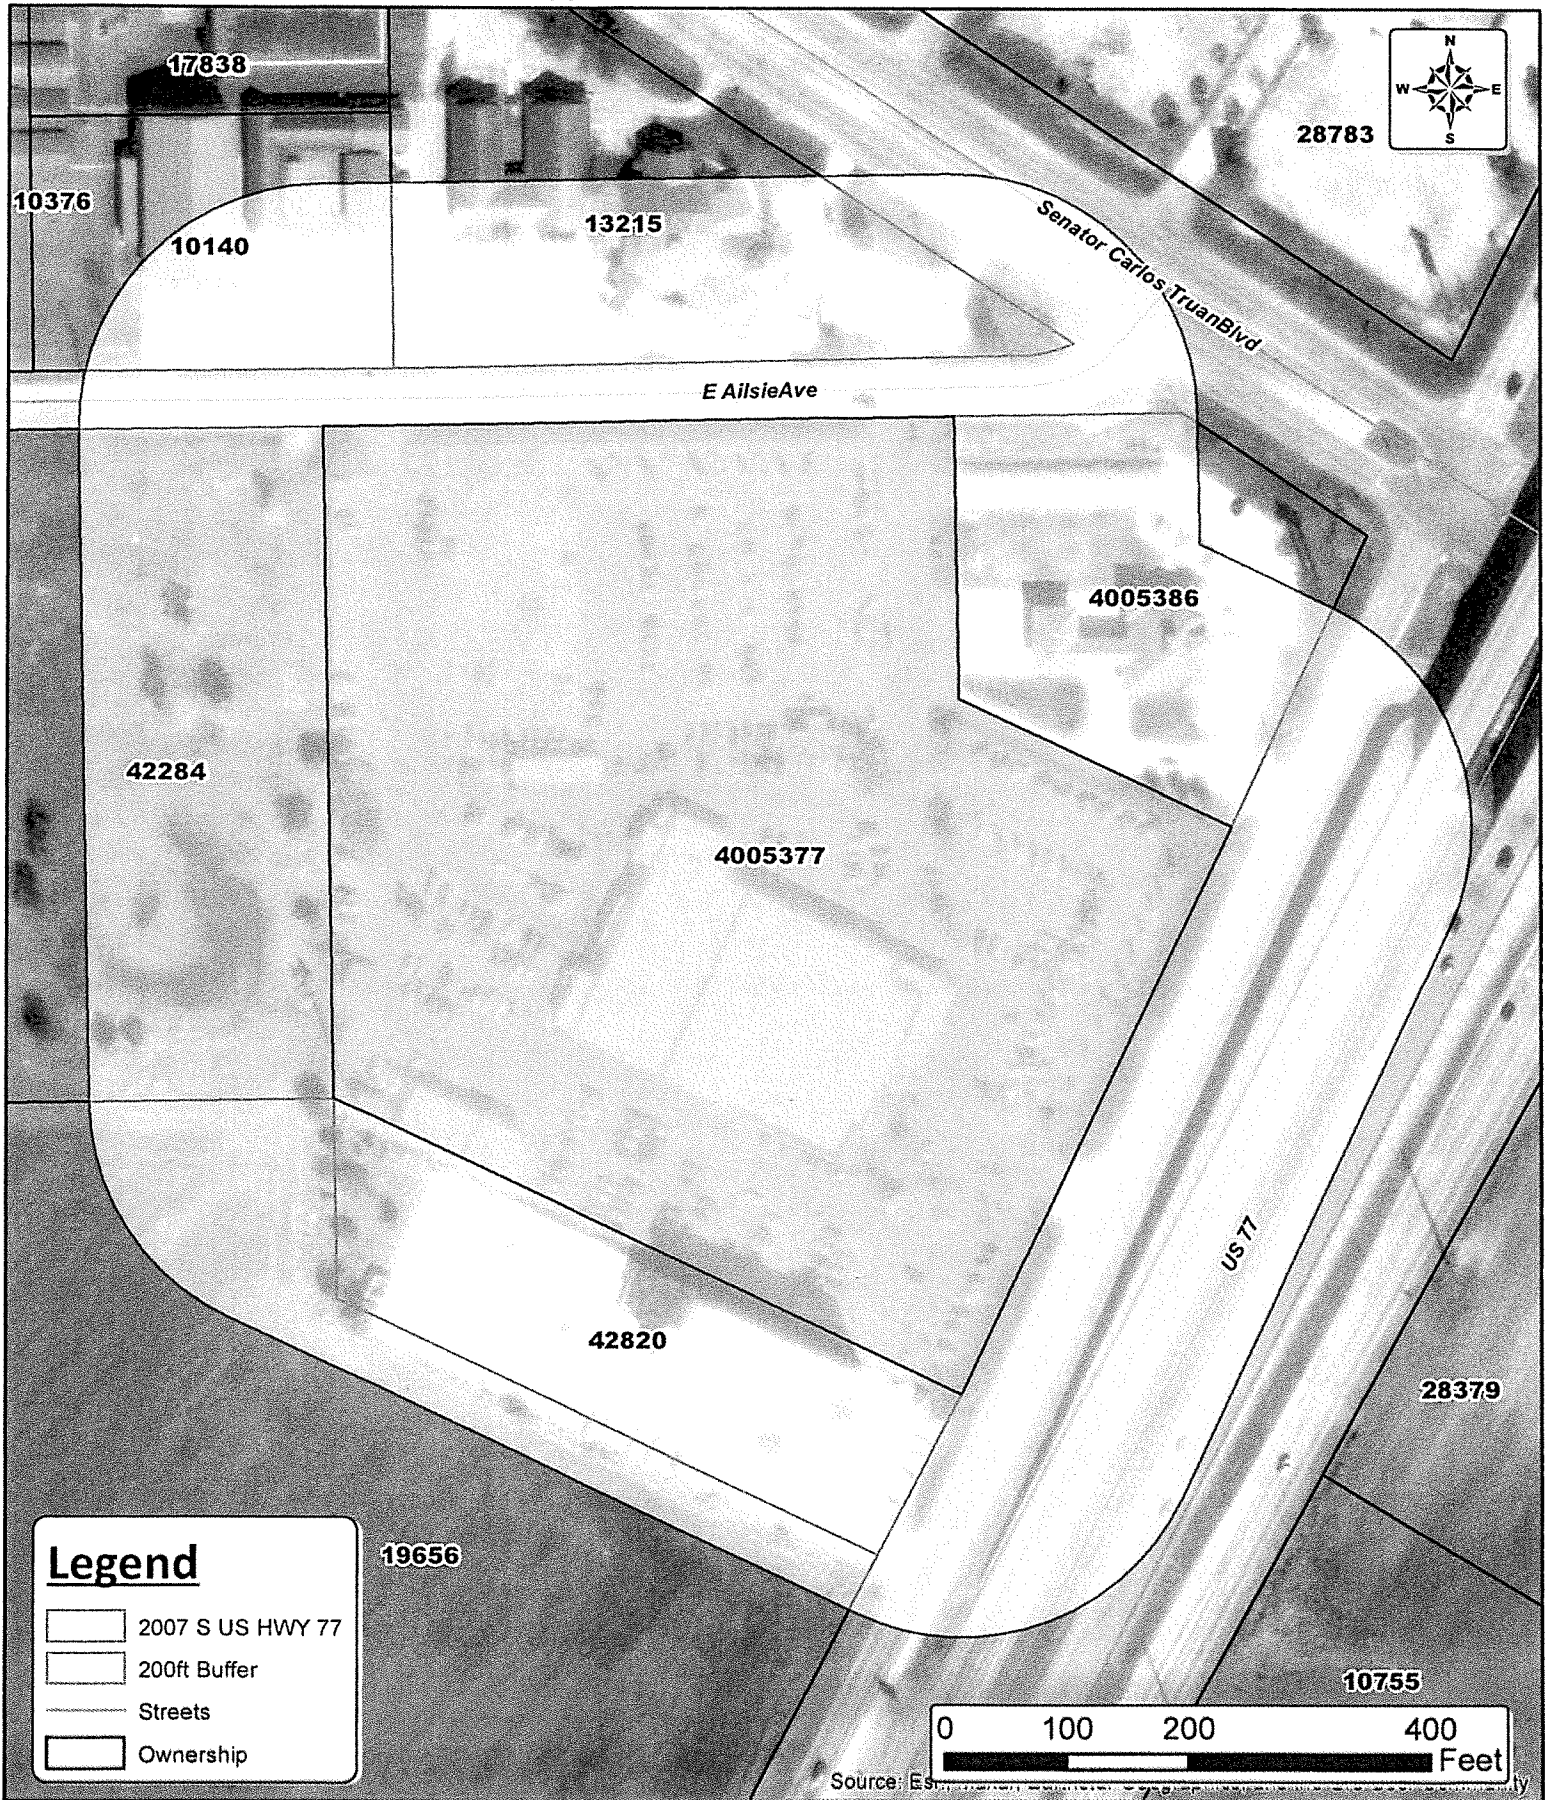 17838
N
W E
S
28783
10376
10140
13215
Senator Carlos TruanBlvd
E AilsieAve
4005386
42284
4005377
US 77
42820
28379
19656
Legend
2007 S US HWY 77
200ft Buffer
Streets
Ownership
10755
0 100 200 400
Feet
Source: